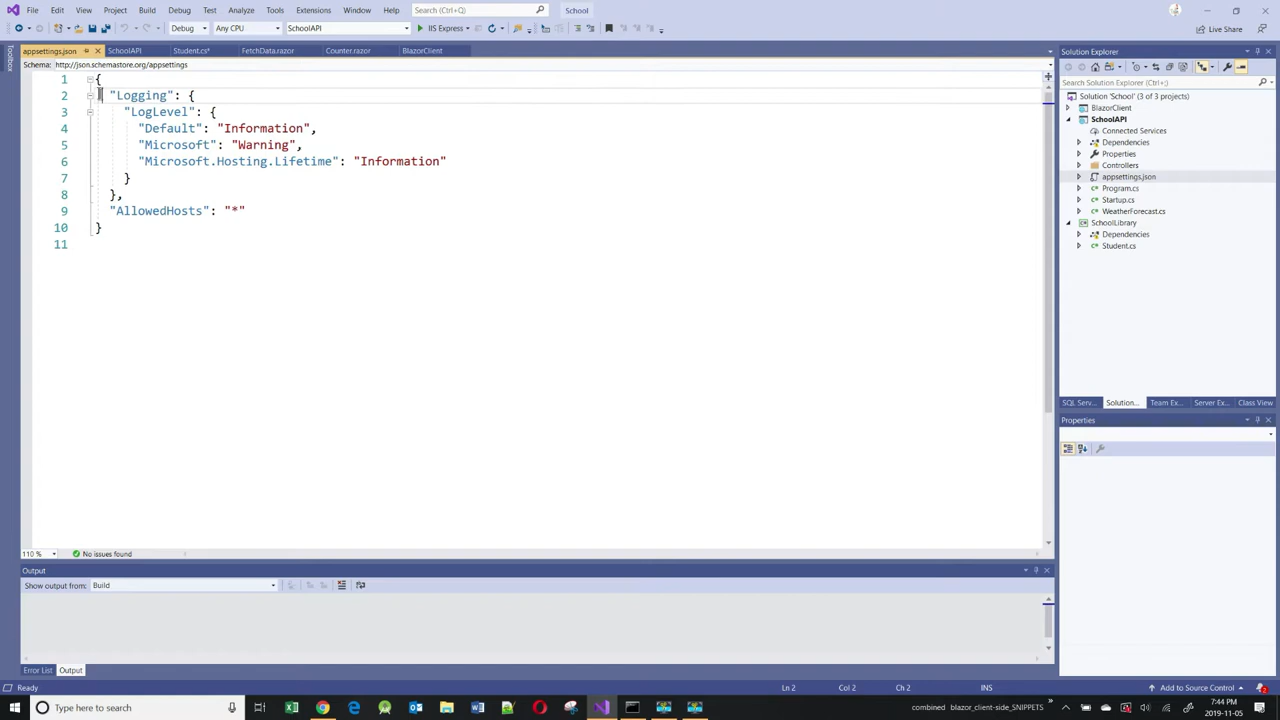 File Edit View Project Build Debug Test Analyze Tools Extensions Window Help Search (Ctrl+Q) School
Debug Any CPU SchoolAPI IIS Express Live Share
Toolbox
appsettings.json SchoolAPI Student.cs* FetchData.razor Counter.razor BlazorClient
Schema: http://json.schemastore.org/appsettings
1 {
2 "Logging": {
3 "LogLevel": {
4 "Default": "Information",
5 "Microsoft": "Warning",
6 "Microsoft.Hosting.Lifetime": "Information"
7 }
8 },
9 "AllowedHosts": "*"
10 }
11
110 % No issues found
Solution Explorer
Search Solution Explorer (Ctrl+;)
Solution 'School' (3 of 3 projects)
BlazorClient
SchoolAPI
Connected Services
Dependencies
Properties
Controllers
appsettings.json
Program.cs
Startup.cs
WeatherForecast.cs
SchoolLibrary
Dependencies
Student.cs
SQL Serv... Solution... Team Ex... Server Ex... Class View
Properties
Output
Show output from: Build
Error List Output
Ready Ln 2 Col 2 Ch 2 INS Add to Source Control 2
Type here to search combined blazor_client-side_SNIPPETS 7:44 PM
2019-11-05